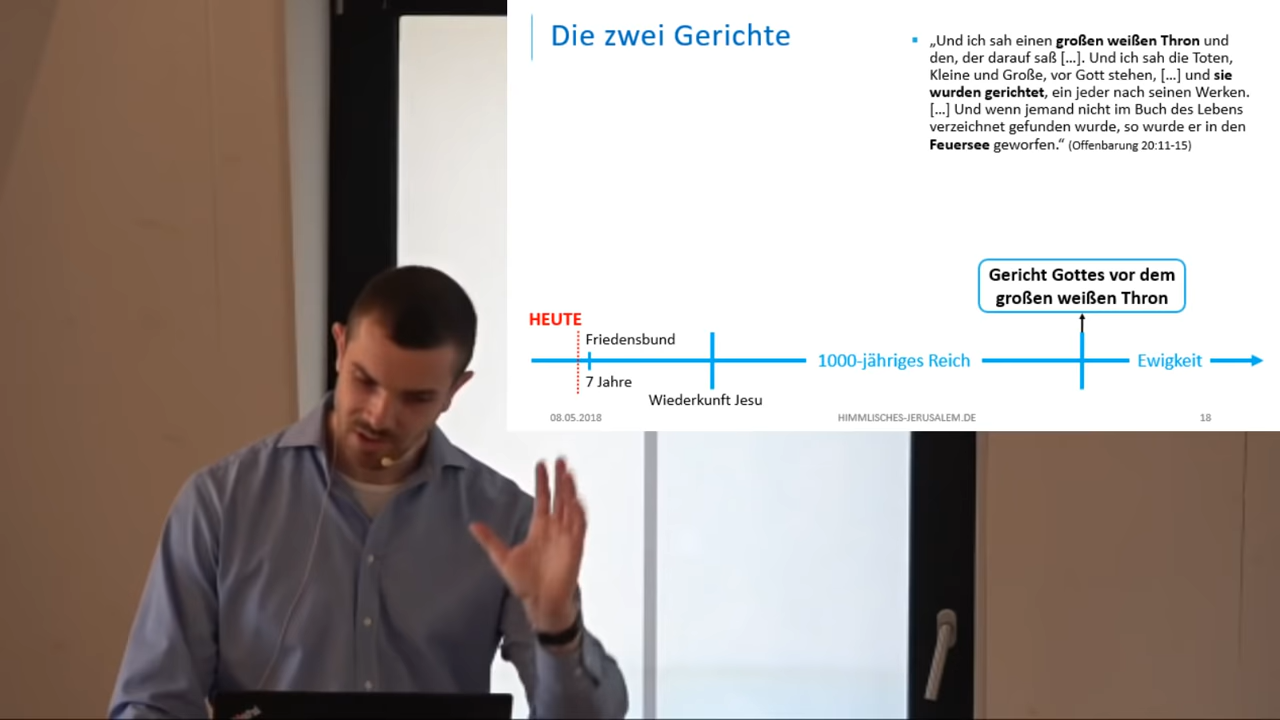 Die zwei Gerichte
„Und ich sah einen großen weißen Thron und
den, der darauf saß [...]. Und ich sah die Toten,
Kleine und Große, vor Gott stehen, [...] und sie
wurden gerichtet, ein jeder nach seinen Werken.
[...] Und wenn jemand nicht im Buch des Lebens
verzeichnet gefunden wurde, so wurde er in den
Feuersee geworfen.“ (Offenbarung 20:11-15)
Gericht Gottes vor dem
großen weißen Thron
HEUTE
Friedensbund
1000-jähriges Reich
Ewigkeit
7 Jahre
Wiederkunft Jesu
08.05.2018
HIMMLISCHES-JERUSALEM.DE
18